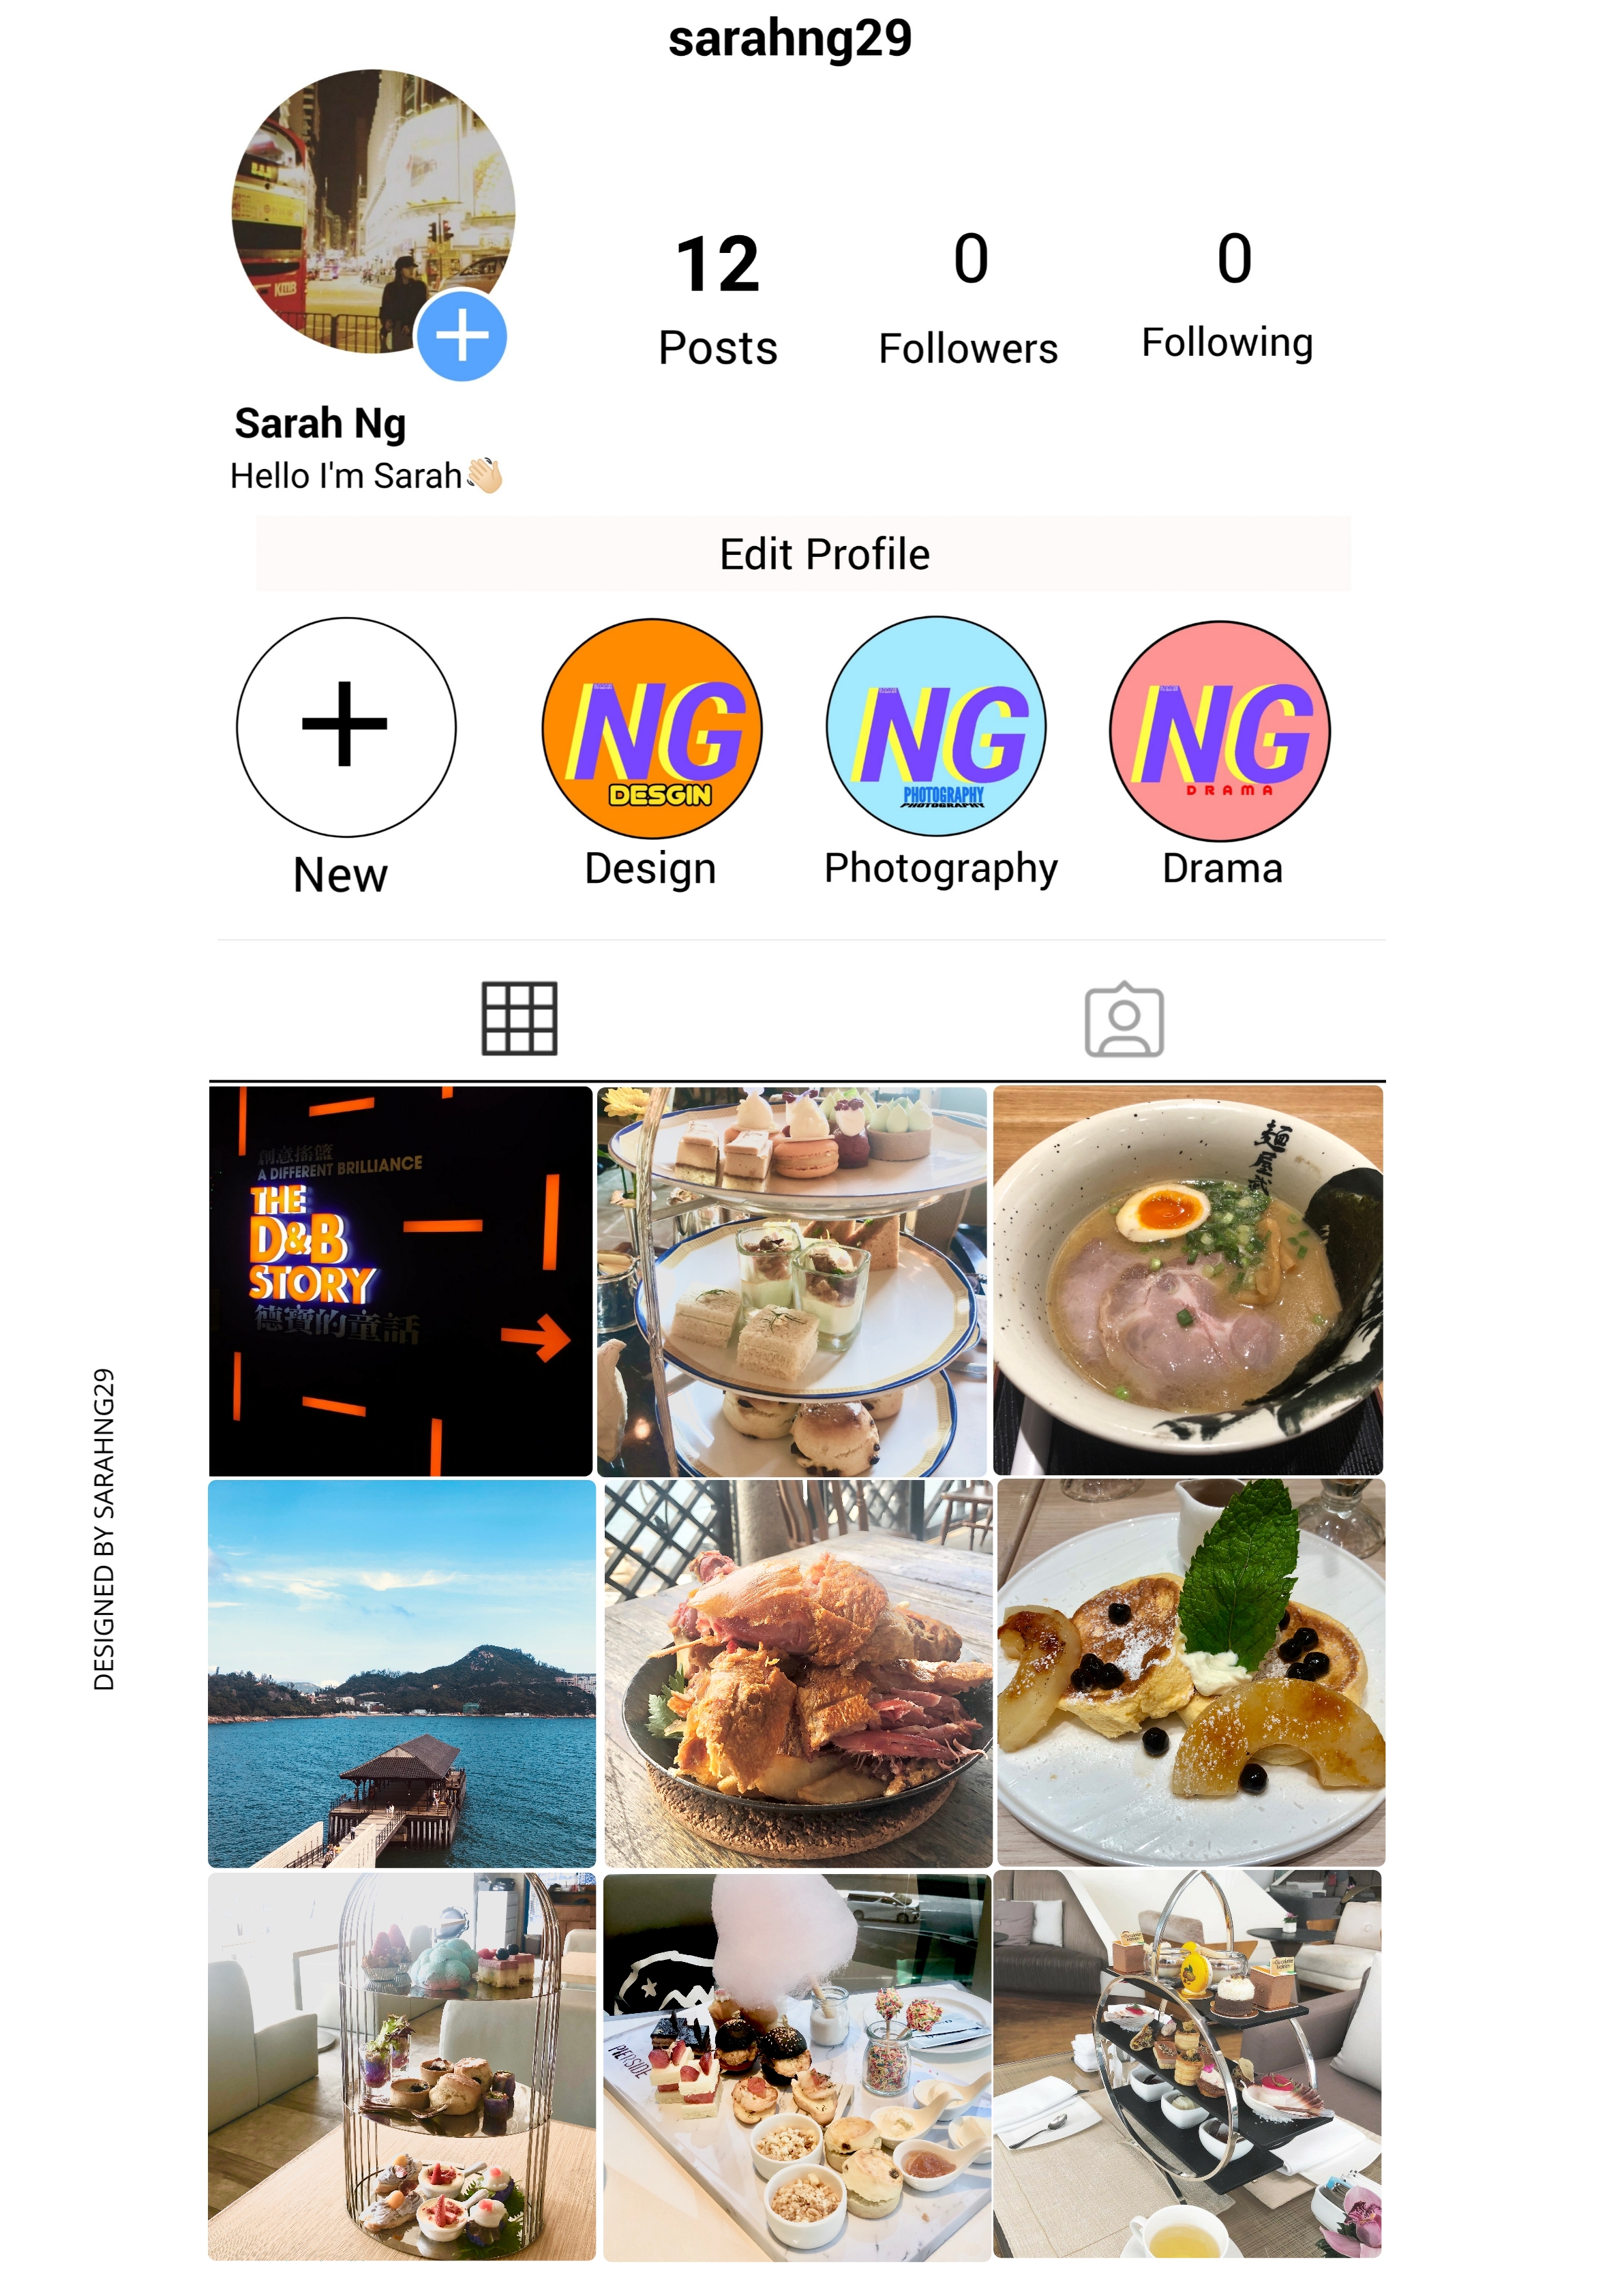 sarahng29
12
Posts
0
Followers
0
Following
Sarah Ng
Hello I'm Sarah👋🏻
Edit Profile
NG
DESGIN
NG
PHOTOGRAPHY
NG
DRAMA
New
Design
Photography
Drama
創意搖籃
A DIFFERENT BRILLIANCE
THE
D&B
STORY
德寶的童話
麺屋武
PIERSIDE
DESIGNED BY SARAHNG29